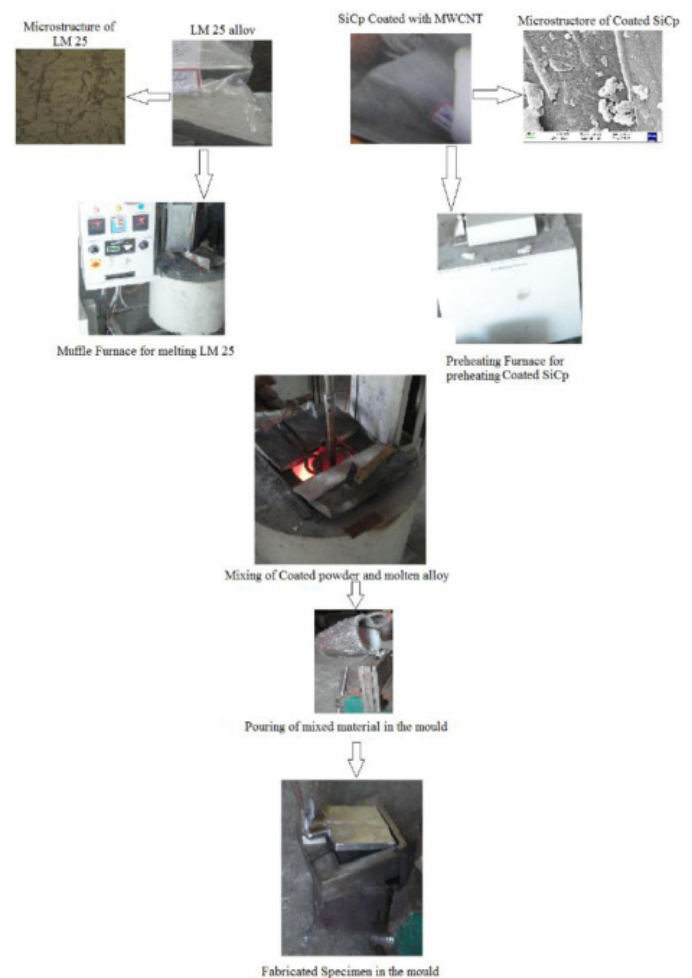 Microstructure of
LM 25
LM 25 alloy
SiCp Coated with MWCNT
Microstructore of Coated SiCp
Muffle Furnace for melting LM 25
Preheating Furnace for
preheating Coated SiCp
Mixing of Coated powder and molten alloy
Pouring of mixed material in the mould
Fabricated Specimen in the mould